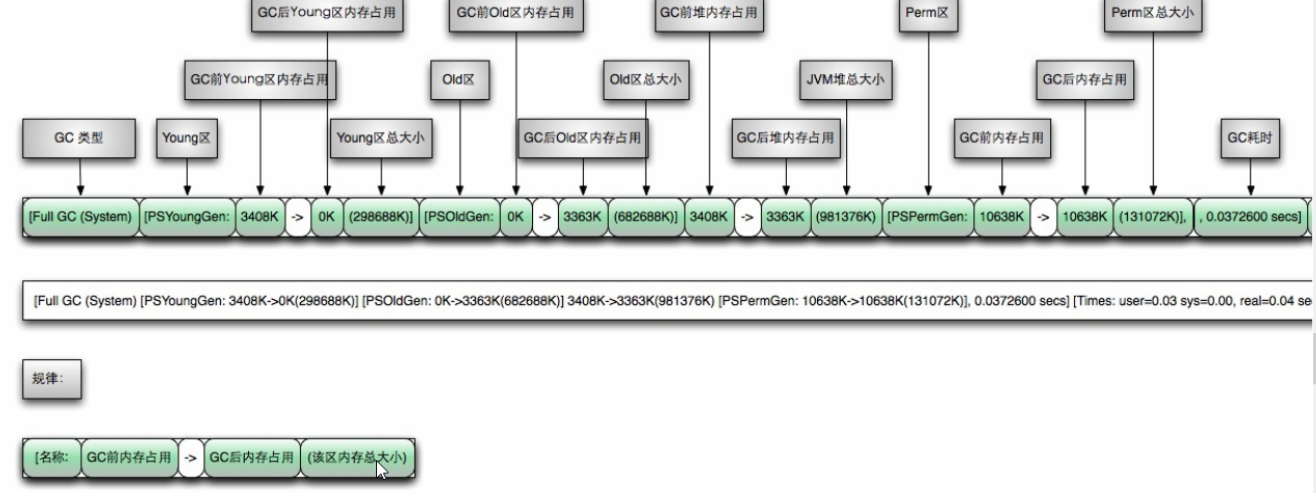 GC后Young区内存占用 GC前Old区内存占用 GC前堆内存占用 Perm区 Perm区总大小
GC前Young区内存占用 Old区 Old区总大小 JVM堆总大小 GC后内存占用
GC 类型 Young区 Young区总大小 GC后Old区内存占用 GC后堆内存占用 GC前内存占用 GC耗时
[Full GC (System) [PSYoungGen: 3408K -> 0K (298688K)] [PSOldGen: 0K -> 3363K (682688K)] 3408K -> 3363K (981376K) [PSPermGen: 10638K -> 10638K (131072K)], , 0.0372600 secs]
[Full GC (System) [PSYoungGen: 3408K->0K(298688K)] [PSOldGen: 0K->3363K(682688K)] 3408K->3363K(981376K) [PSPermGen: 10638K->10638K(131072K)], 0.0372600 secs] [Times: user=0.03 sys=0.00, real=0.04 se
规律：
[名称: GC前内存占用 -> GC后内存占用 (该区内存总大小)